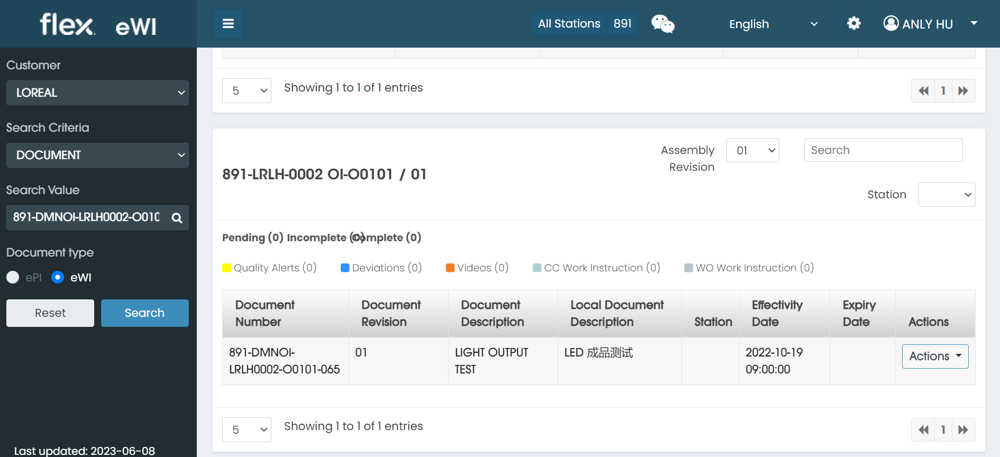 flex. eWI
All Stations 891
English
ANLY HU
Customer
LOREAL
Search Criteria
DOCUMENT
Search Value
891-DMNOI-LRLH0002-O010
Document type
ePI eWI
Reset Search
Last updated: 2023-06-08
5 Showing 1 to 1 of 1 entries 1
891-LRLH-0002 OI-O0101 / 01
Assembly
Revision
01
Search
Station
Pending (0) Incomplete (0) Complete (0)
Quality Alerts (0) Deviations (0) Videos (0) CC Work Instruction (0) WO Work Instruction (0)
Document
Number
Document
Revision
Document
Description
Local Document
Description
Station
Effectivity
Date
Expiry
Date
Actions
891-DMNOI-
LRLH0002-O0101-065
01
LIGHT OUTPUT
TEST
LED 成品测试
2022-10-19
09:00:00
Actions
5 Showing 1 to 1 of 1 entries 1